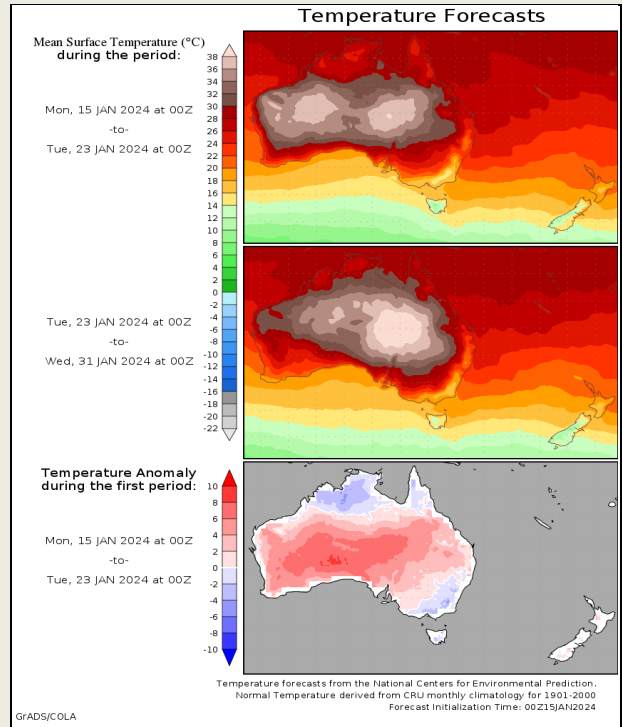 Temperature Forecasts
Mean Surface Temperature (°C)
during the period:
38
36
34
32
30
28
26
24
22
20
18
16
14
12
10
8
6
4
2
0
-2
-4
-6
-8
-10
-12
-14
-16
-18
-20
-22
Mon, 15 JAN 2024 at 00Z
-to-
Tue, 23 JAN 2024 at 00Z
Tue, 23 JAN 2024 at 00Z
-to-
Wed, 31 JAN 2024 at 00Z
Temperature Anomaly
during the first period:
10
8
6
4
2
0
-2
-4
-6
-8
-10
Mon, 15 JAN 2024 at 00Z
-to-
Tue, 23 JAN 2024 at 00Z
Temperature forecasts from the National Centers for Environmental Prediction.
Normal Temperature derived from CRU monthly climatology for 1901-2000
Forecast Initialization Time: 00Z15JAN2024
GrADS/COLA